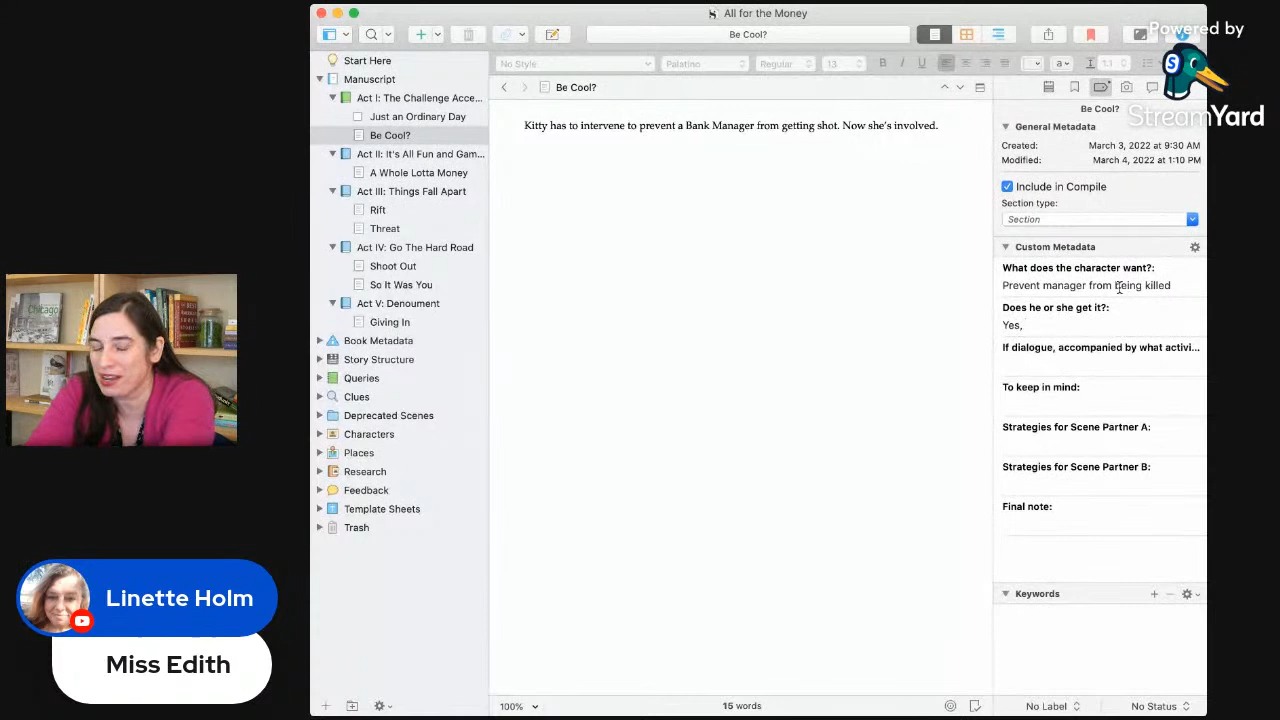 All for the Money
Be Cool?
No Style
Palatino
Regular
13
B
I
U
a
1.1
Powered by
StreamYard
Start Here
Manuscript
Act I: The Challenge Acce...
Just an Ordinary Day
Be Cool?
Act II: It's All Fun and Gam...
A Whole Lotta Money
Act III: Things Fall Apart
Rift
Threat
Act IV: Go The Hard Road
Shoot Out
So It Was You
Act V: Denoument
Giving In
Book Metadata
Story Structure
Queries
Clues
Deprecated Scenes
Characters
Places
Research
Feedback
Template Sheets
Trash
Be Cool?
Kitty has to intervene to prevent a Bank Manager from getting shot. Now she's involved.
100%
15 words
Be Cool?
General Metadata
Created: March 3, 2022 at 9:30 AM
Modified: March 4, 2022 at 1:10 PM
Include in Compile
Section type:
Section
Custom Metadata
What does the character want?:
Prevent manager from being killed
Does he or she get it?:
Yes,
If dialogue, accompanied by what activi...
To keep in mind:
Strategies for Scene Partner A:
Strategies for Scene Partner B:
Final note:
Keywords
No Label
No Status
Chicago
Linette Holm
Miss Edith